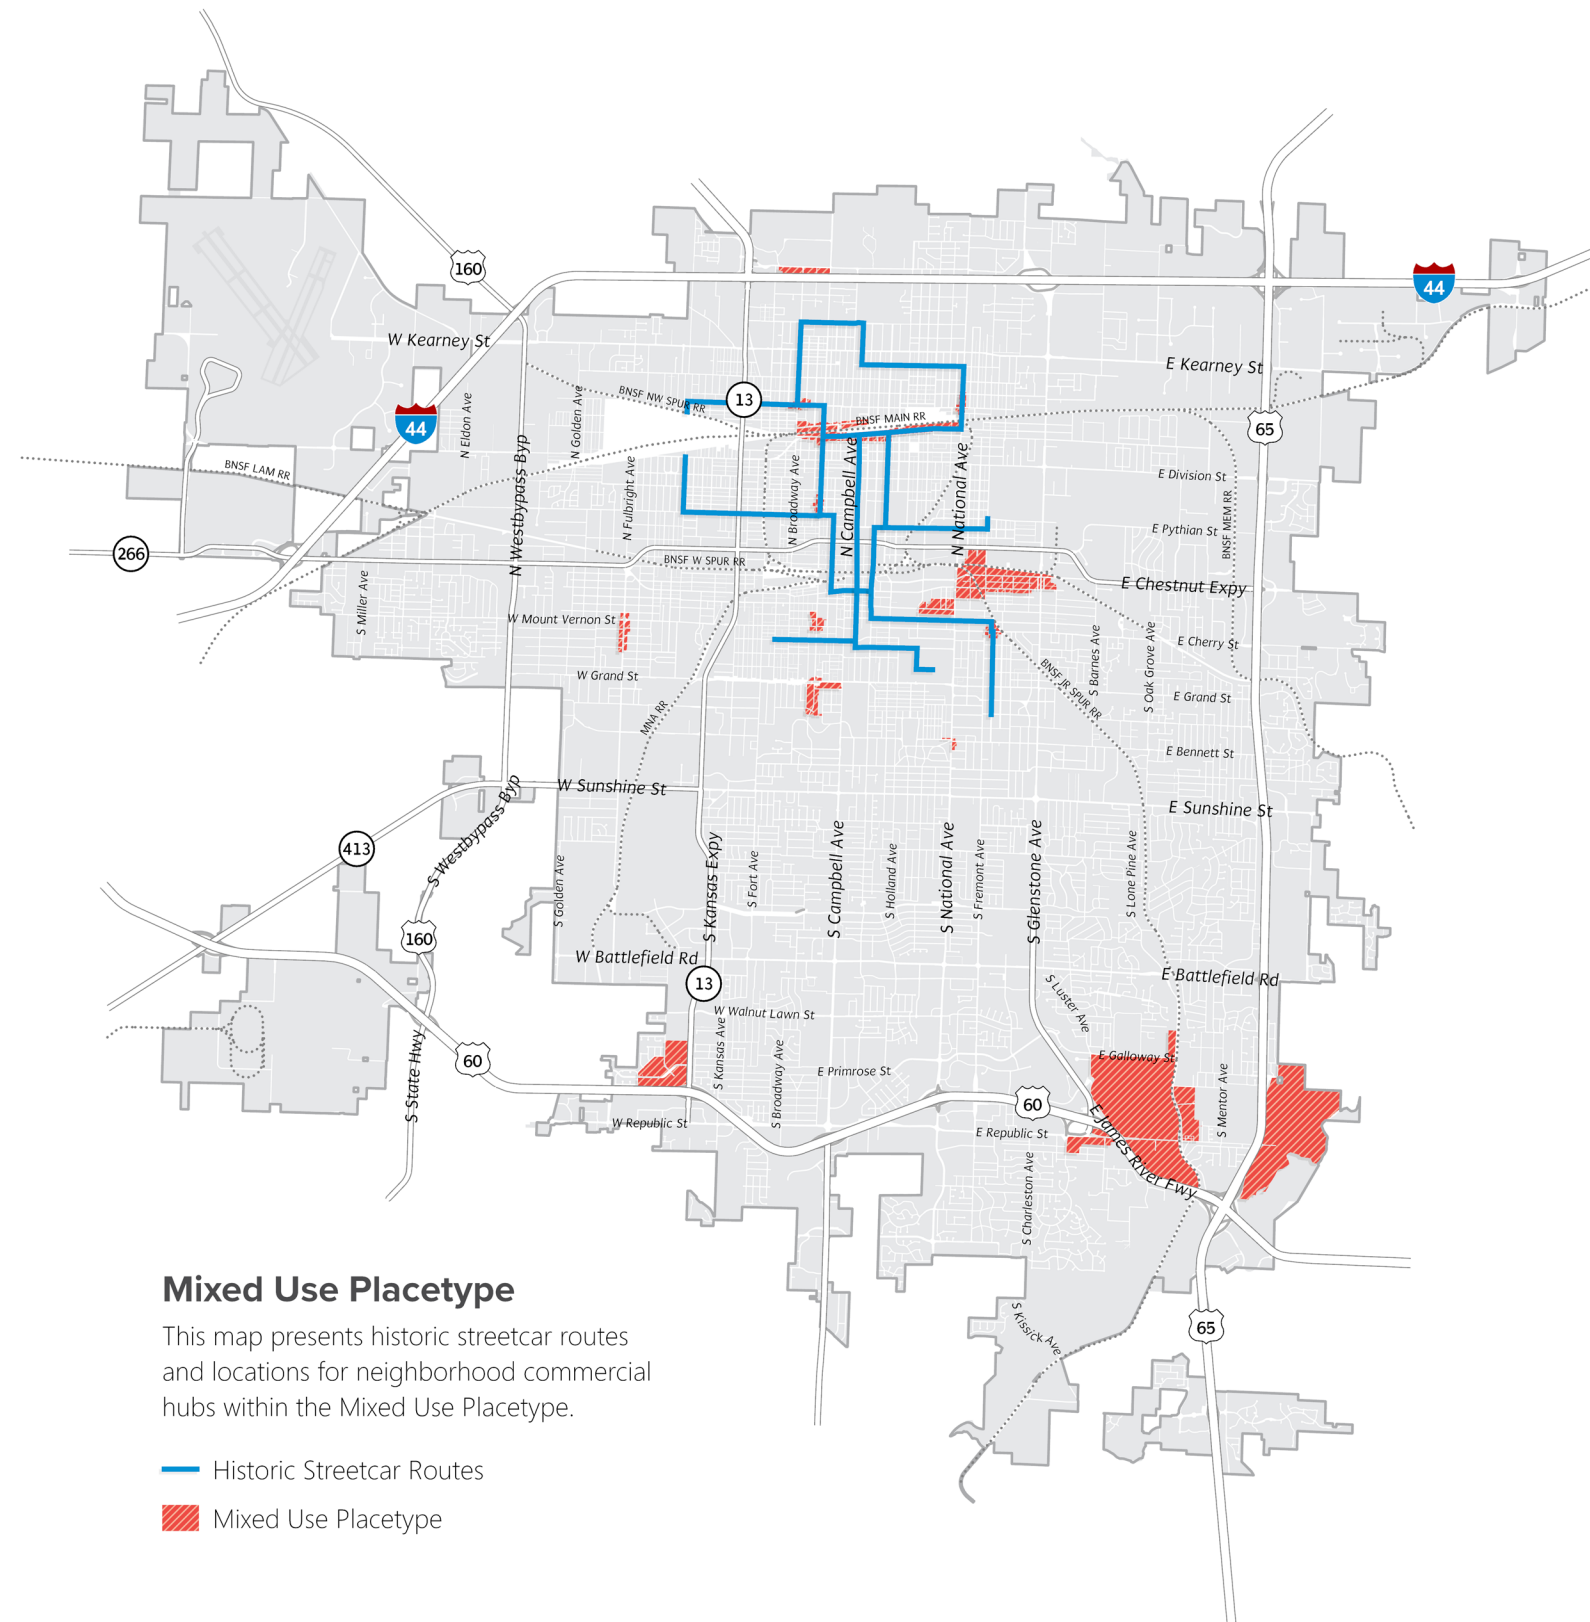 160
44
W Kearney St
E Kearney St
BNSF NW SPUR RR
13
BNSF MAIN RR
44
65
N Eldon Ave
N Golden Ave
N Westbypass Byp
N Fulbright Ave
N Broadway Ave
N Campbell Ave
N National Ave
BNSF LAM RR
E Division St
BNSF MEM RR
E Pythian St
266
BNSF W SPUR RR
E Chestnut Expy
S Miller Ave
W Mount Vernon St
S Barnes Ave
S Oak Grove Ave
E Cherry St
W Grand St
BNSF JR SPUR RR
E Grand St
MNA RR
E Bennett St
W Sunshine St
E Sunshine St
S Westbypass Byp
413
S Golden Ave
S Kansas Expy
S Fort Ave
S Campbell Ave
S Holland Ave
S National Ave
S Fremont Ave
S Glenstone Ave
S Lone Pine Ave
160
W Battlefield Rd
E Battlefield Rd
13
S Luster Ave
W Walnut Lawn St
S State Hwy
60
S Kansas Ave
S Broadway Ave
E Primrose St
E Galloway St
S Mentor Ave
60
W Republic St
E Republic St
E James River Fwy
S Charleston Ave
S Kissick Ave
65
Mixed Use Placetype
This map presents historic streetcar routes
and locations for neighborhood commercial
hubs within the Mixed Use Placetype.
Historic Streetcar Routes
Mixed Use Placetype